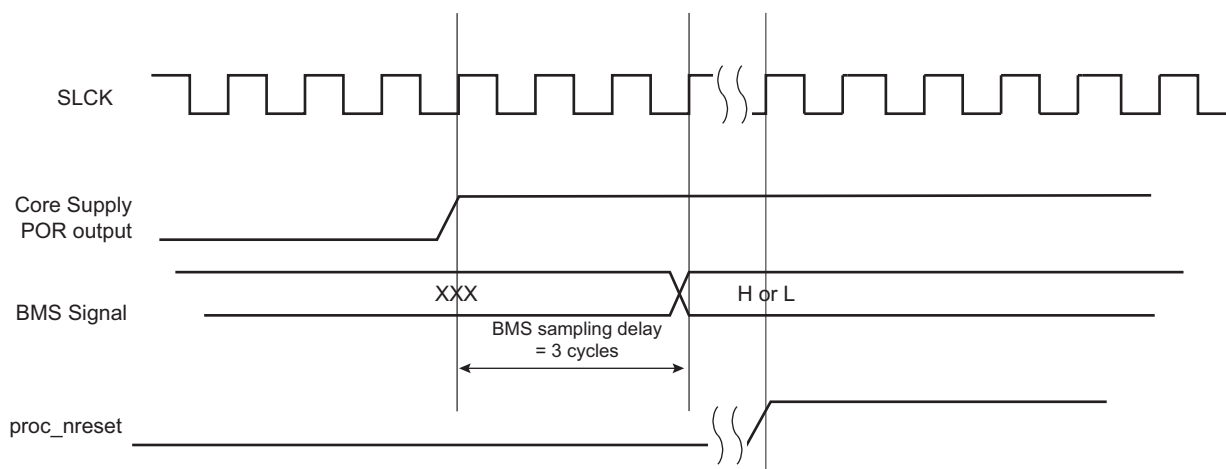 SLCK
Core Supply
POR output
XXX
H or L
BMS Signal
BMS sampling delay
= 3 cycles
proc_nreset